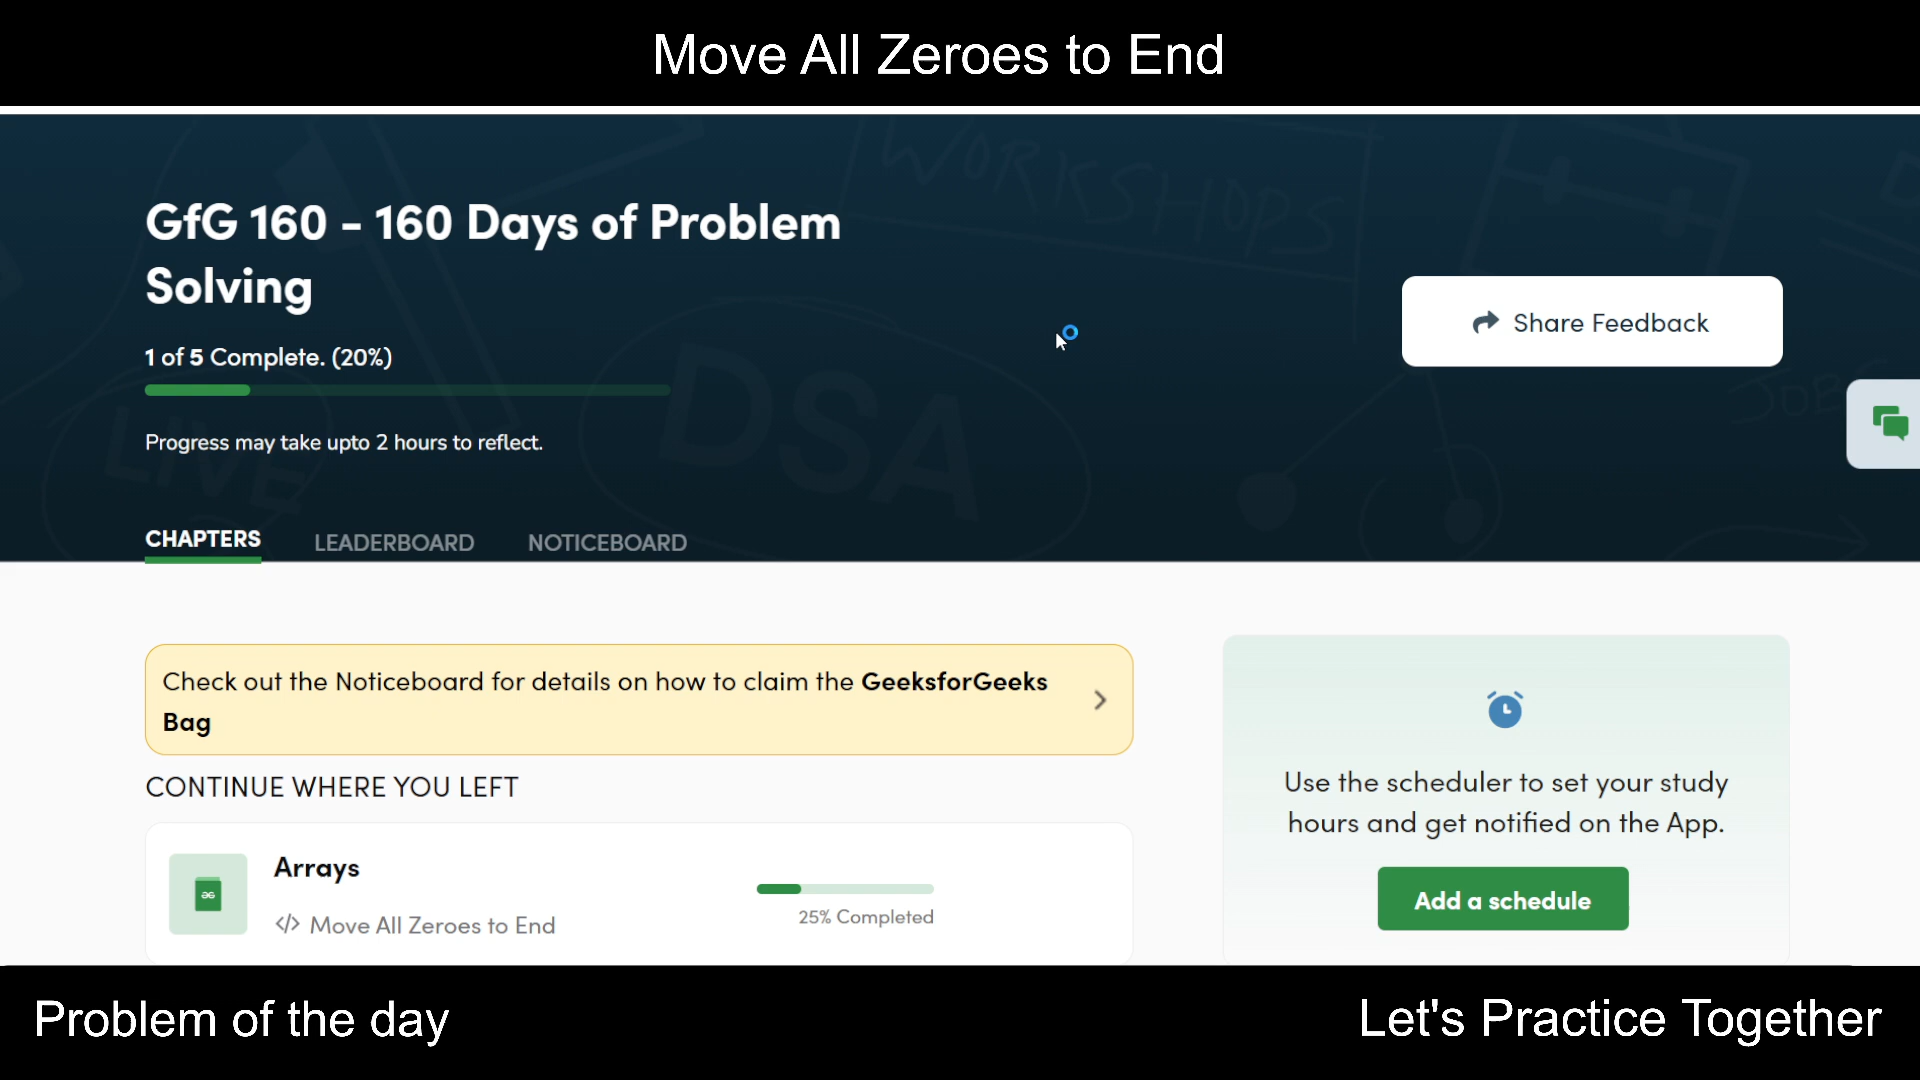 Move All Zeroes to End
WORKSHOPS
GfG 160 - 160 Days of Problem
Solving
Share Feedback
1 of 5 Complete. (20%)
DSA
JOBS
LIVE
Progress may take upto 2 hours to reflect.
CHAPTERS
LEADERBOARD
NOTICEBOARD
Check out the Noticeboard for details on how to claim the GeeksforGeeks
Bag
CONTINUE WHERE YOU LEFT
Arrays
</> Move All Zeroes to End
25% Completed
Use the scheduler to set your study
hours and get notified on the App.
Add a schedule
Problem of the day
Let's Practice Together